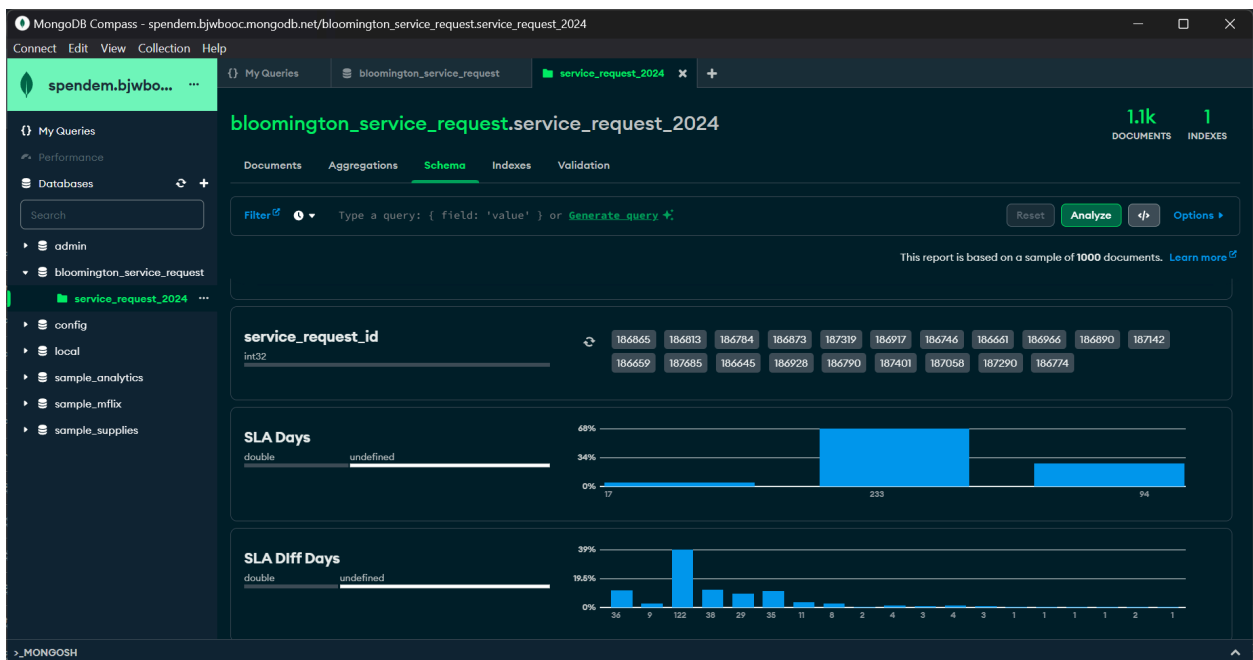 MongoDB Compass - spendem.bjwbooc.mongodb.net/bloomington_service_request.service_request_2024
Connect Edit View Collection Help
spendem.bjwbo... ...
{} My Queries
bloomington_service_request
service_request_2024
{} My Queries
Performance
Databases
Search
admin
bloomington_service_request
service_request_2024 ...
config
local
sample_analytics
sample_mflix
sample_supplies
bloomington_service_request.service_request_2024
1.1k 1
DOCUMENTS INDEXES
Documents Aggregations Schema Indexes Validation
Filter Type a query: { field: 'value' } or Generate query Reset Analyze </> Options
This report is based on a sample of 1000 documents. Learn more
service_request_id
int32
186865 186813 186784 186873 187319 186917 186746 186661 186966 186890 187142
186659 187685 186645 186928 186790 187401 187058 187290 186774
SLA Days
double undefined
68%
34%
0%
17 233 94
SLA DIff Days
double undefined
39%
19.5%
0%
36 9 122 38 29 35 11 8 2 4 3 4 3 1 1 1 1 2 1
>_MONGOSH